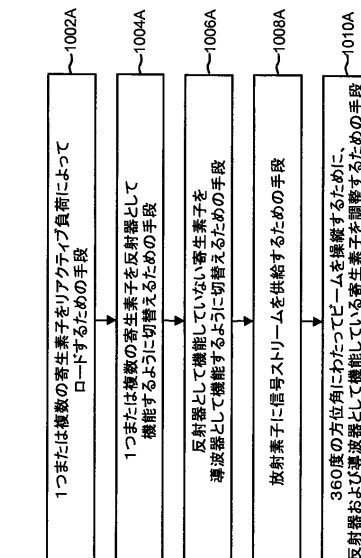 1つまたは複数の寄生素子をリアクティブ負荷によって
ロードするための手段
1002A
1つまたは複数の寄生素子を反射器として
機能するように切替えるための手段
1004A
反射器として機能していない寄生素子を
導波器として機能するように切替えるための手段
1006A
放射素子に信号ストリームを供給するための手段
1008A
360度の方位角にわたってビームを操縦するために、
反射器および導波器として機能している寄生素子を調整するための手段
1010A